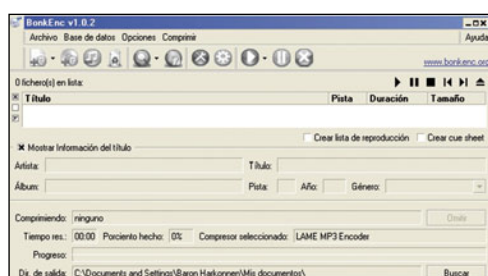 BonkEnc v1.0.2
Archivo Base de datos Opciones Comprimir Ayuda
www.bonkenc.org
0 fichero(s) en lista:
Título Pista Duración Tamaño
Crear lista de reproducción Crear cue sheet
Mostrar Información del título
Artista: Título:
Álbum: Pista: Año: Género:
Comprimiendo: ninguno Omitir
Tiempo res.: 00:00 Porciento hecho: 0% Compresor seleccionado: LAME MP3 Encoder
Progreso:
Dir. de salida: C:\Documents and Settings\Baron Harkonnen\Mis documentos\ Buscar